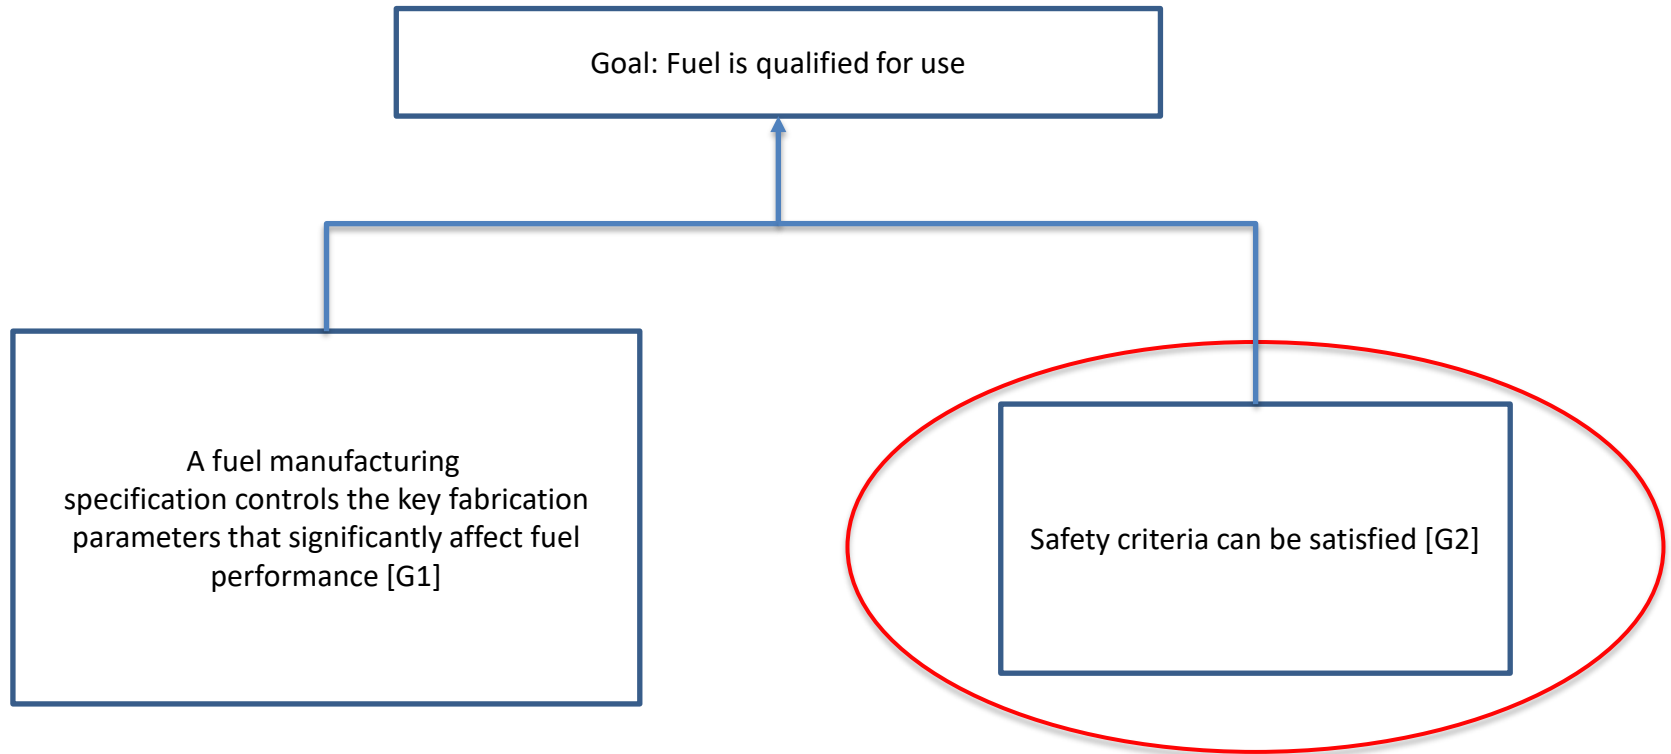 Goal: Fuel is qualified for use
A fuel manufacturing
specification controls the key fabrication
parameters that significantly affect fuel
performance [G1]
Safety criteria can be satisfied [G2]